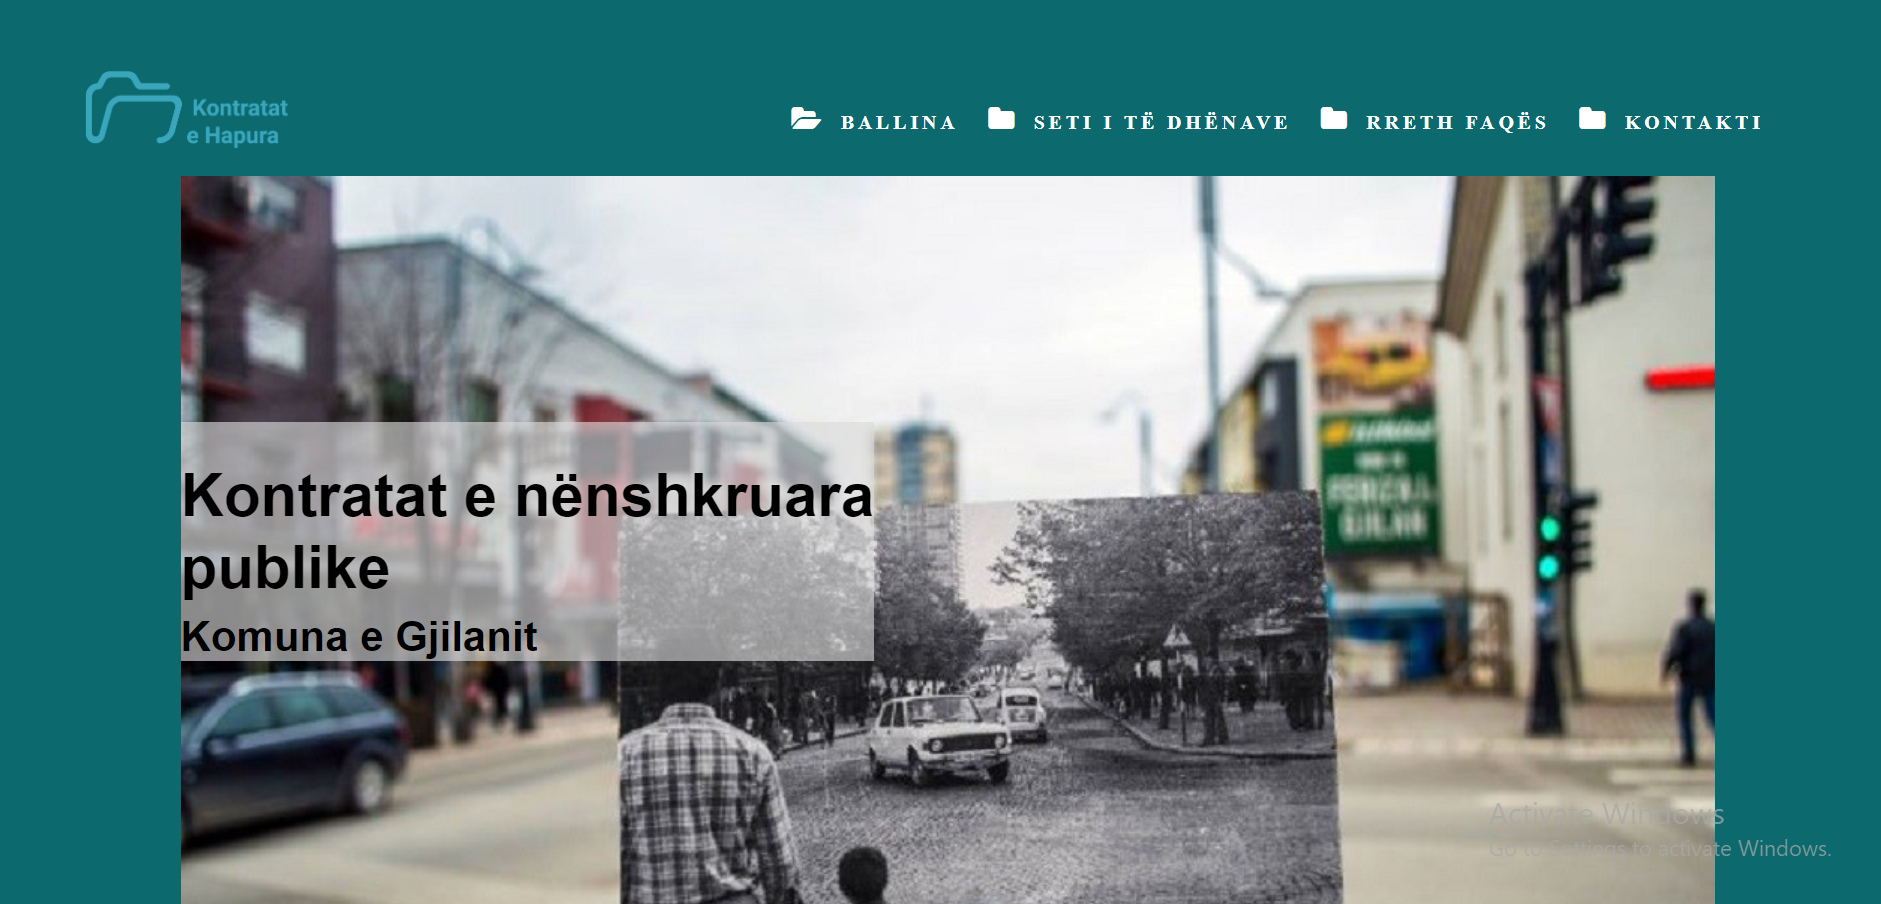 Kontratat
e Hapura
BALLINA
SETI I TË DHËNAVE
RRETH FAQËS
KONTAKTI
Kontratat e nënshkruara
publike
Komuna e Gjilanit
GJILAN
Activate Windows
Go to Settings to activate Windows.